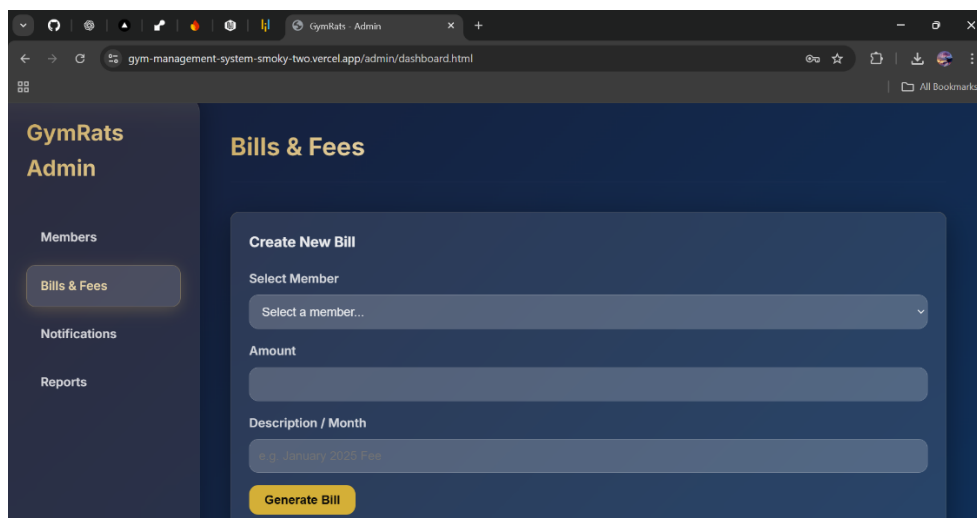 GymRats - Admin
gym-management-system-smoky-two.vercel.app/admin/dashboard.html
All Bookmarks
GymRats
Admin
Members
Bills & Fees
Notifications
Reports
Bills & Fees
Create New Bill
Select Member
Select a member...
Amount
Description / Month
e.g. January 2025 Fee
Generate Bill